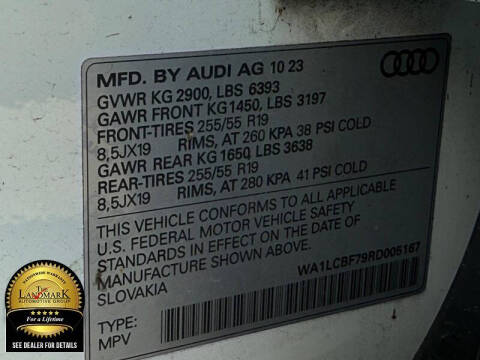 MFD. BY AUDI AG 10 23
GVWR KG 2900, LBS 6393
GAWR FRONT KG 1450, LBS 3197
FRONT-TIRES 255/55 R19
8,5JX19 RIMS, AT 260 KPA 38 PSI COLD
GAWR REAR KG 1650, LBS 3638
REAR-TIRES 255/55 R19
8,5JX19 RIMS, AT 280 KPA 41 PSI COLD
THIS VEHICLE CONFORMS TO ALL APPLICABLE
U.S. FEDERAL MOTOR VEHICLE SAFETY
STANDARDS IN EFFECT ON THE DATE OF
MANUFACTURE SHOWN ABOVE.
SLOVAKIA
WA1LCBF79RD005167
TYPE:
MPV
The
LANDMARK
AUTOMOTIVE GROUP
For a Lifetime
SEE DEALER FOR DETAILS